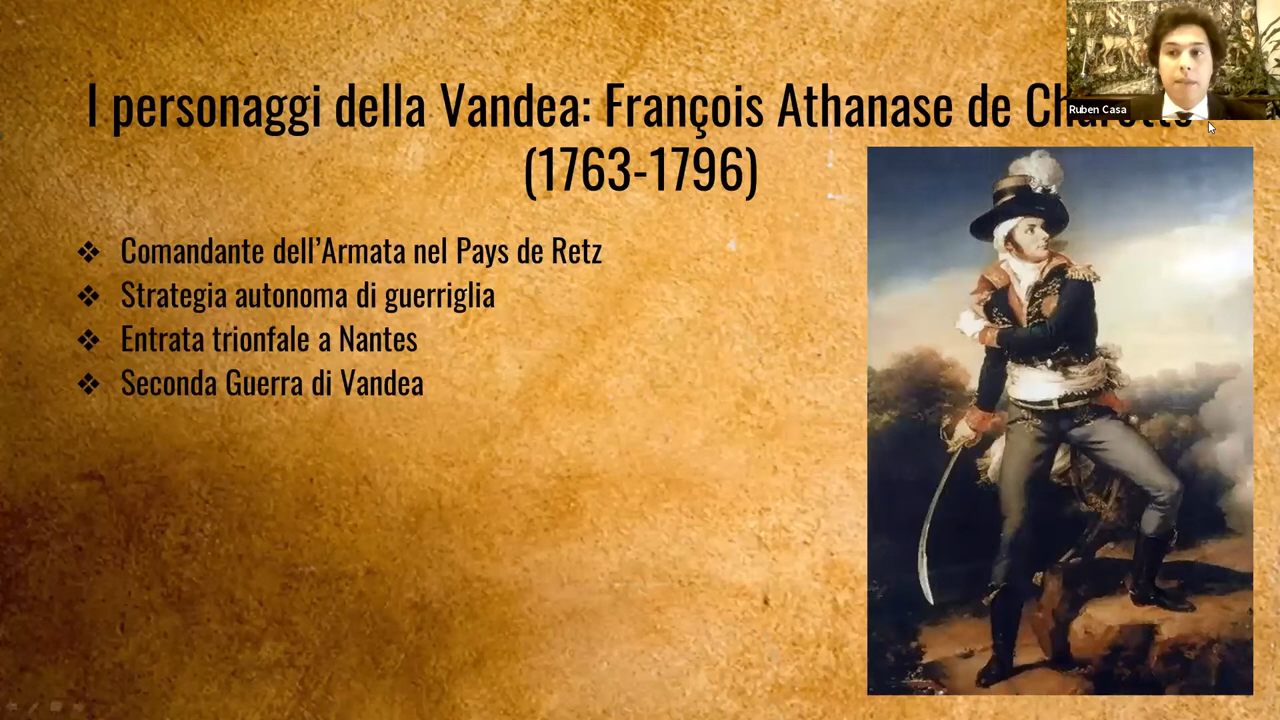 I personaggi della Vandea: François Athanase de Charette
(1763-1796)
Ruben Casa
❖ Comandante dell’Armata nel Pays de Retz
❖ Strategia autonoma di guerriglia
❖ Entrata trionfale a Nantes
❖ Seconda Guerra di Vandea